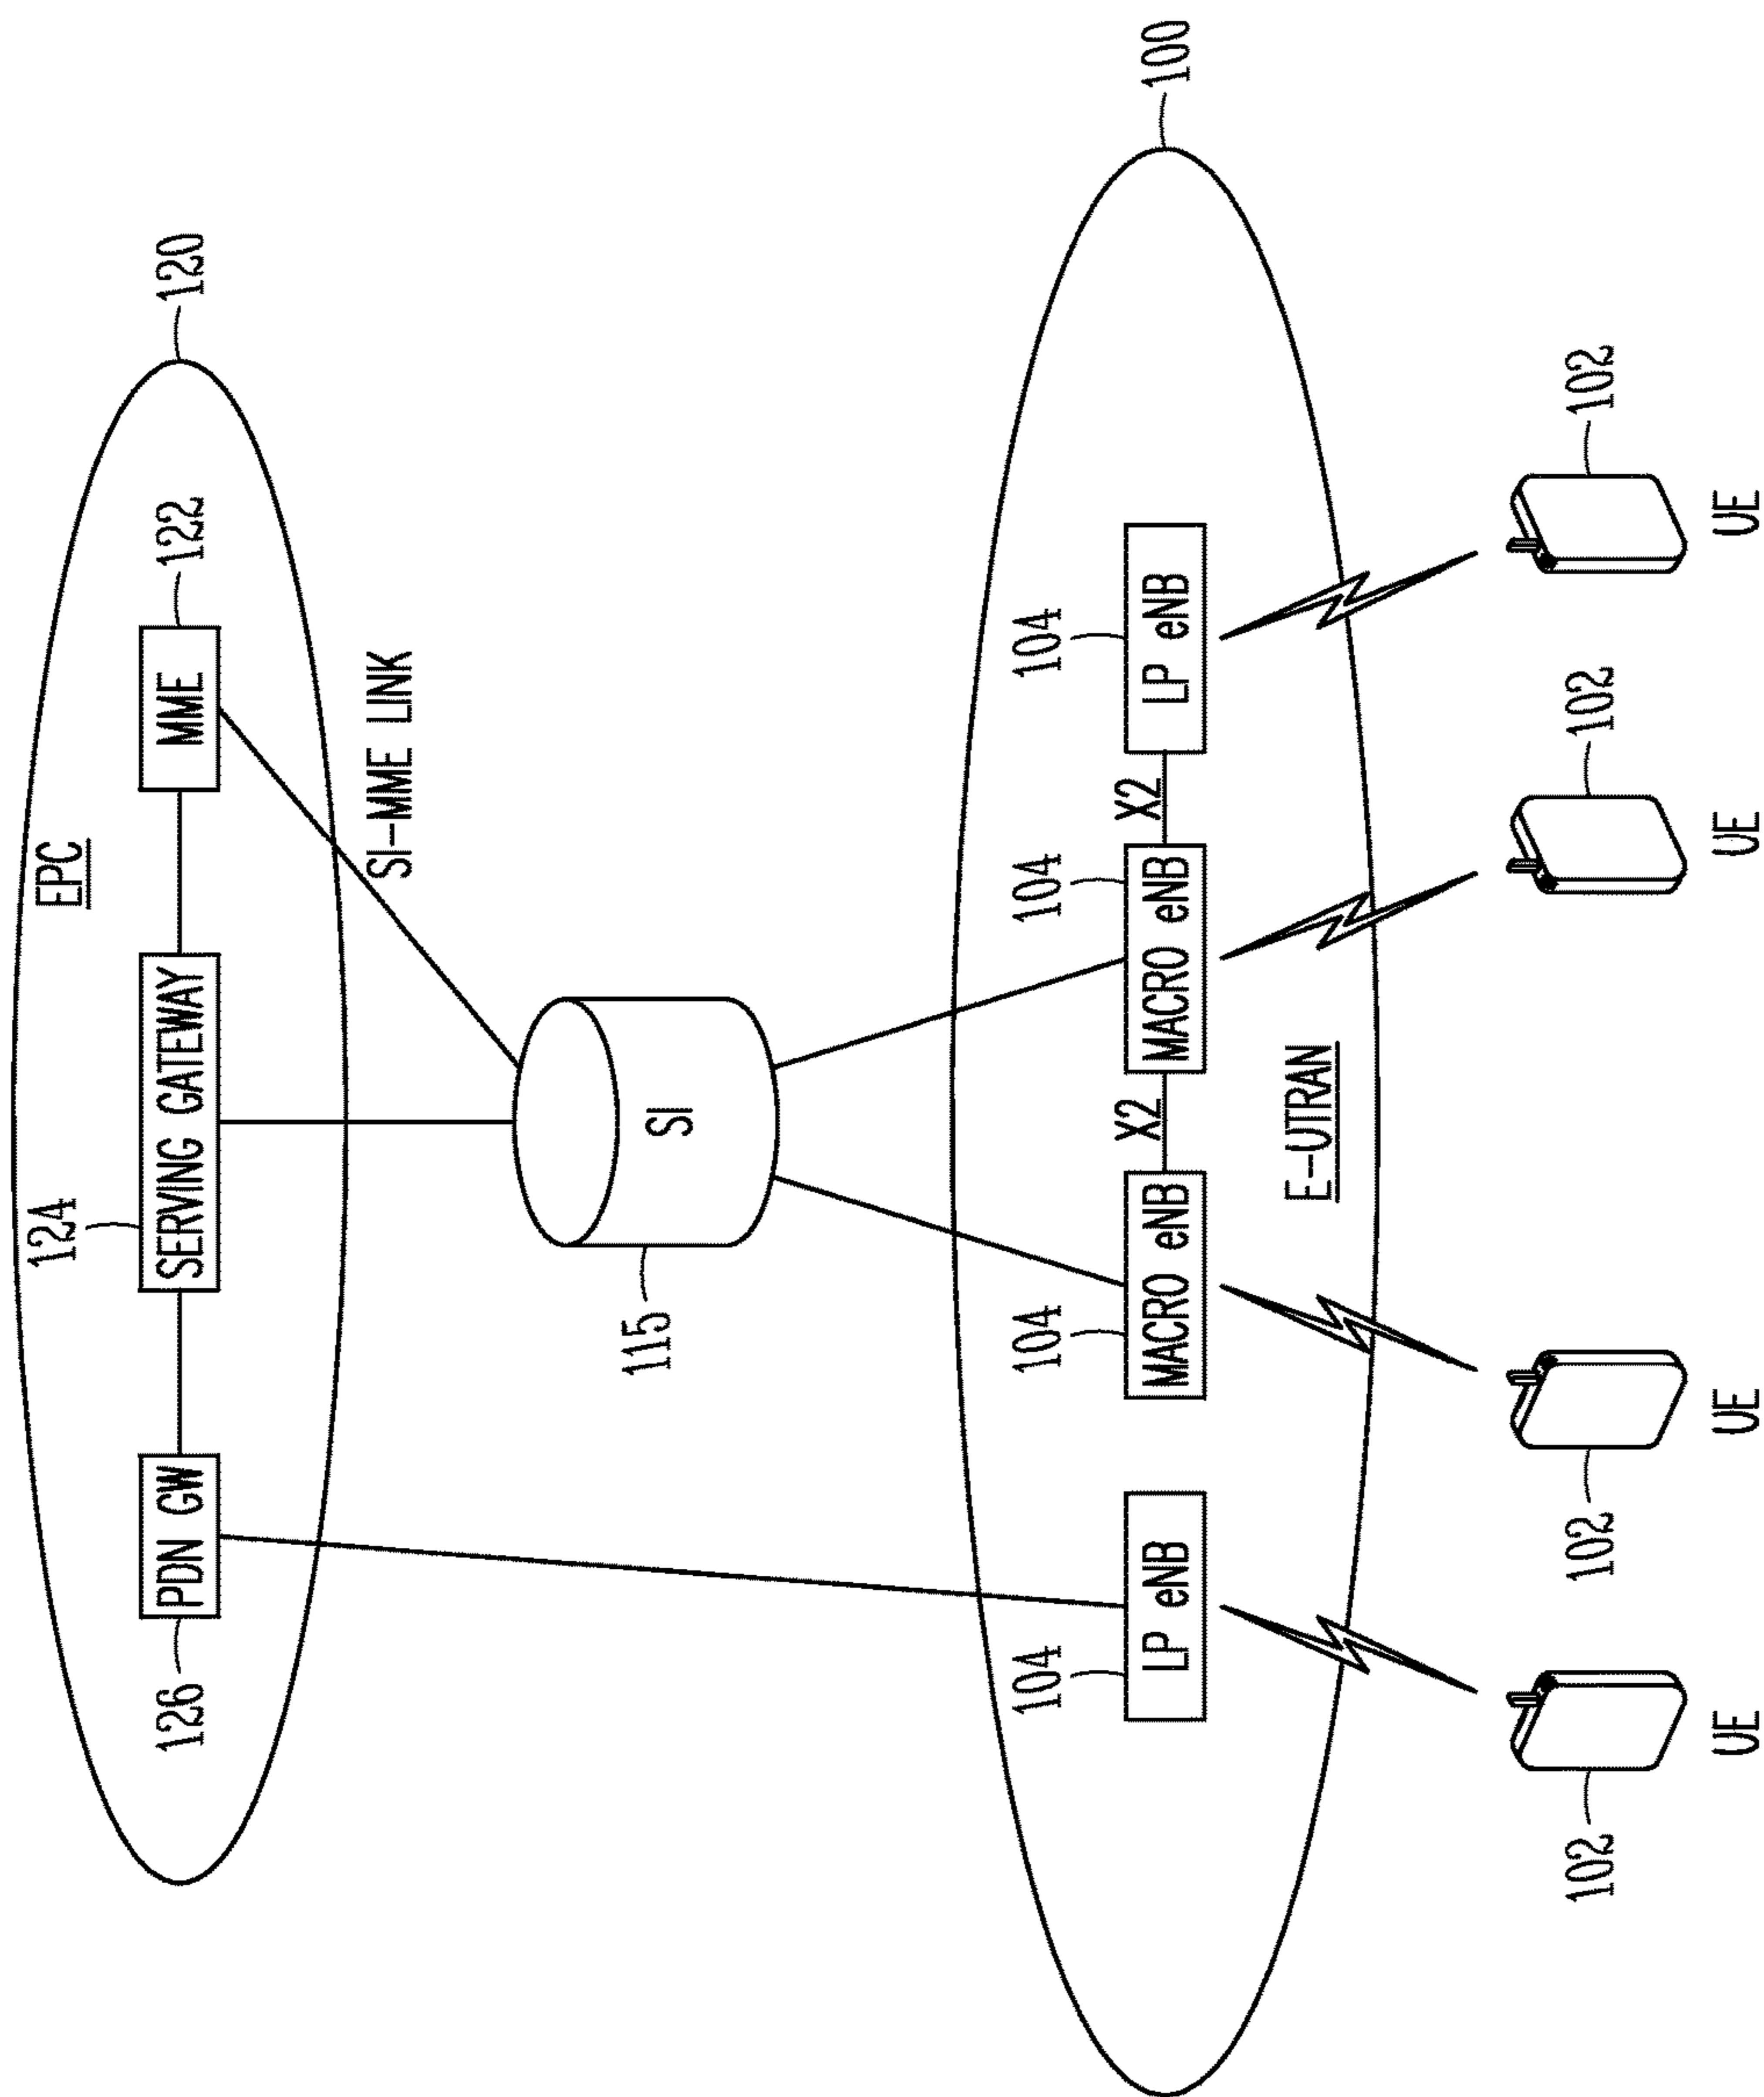 120
EPC
124
126
PDN GW
SERVING GATEWAY
MME
122
SI-MME LINK
SI
115
100
104
104
104
104
LP eNB
MACRO eNB
X2
MACRO eNB
X2
LP eNB
E-UTRAN
102
102
102
102
UE
UE
UE
UE